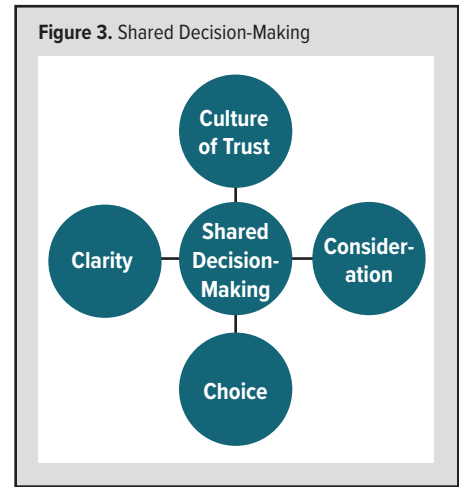 Figure 3. Shared Decision-Making
Culture
of Trust
Clarity
Shared
Decision-
Making
Consider-
ation
Choice